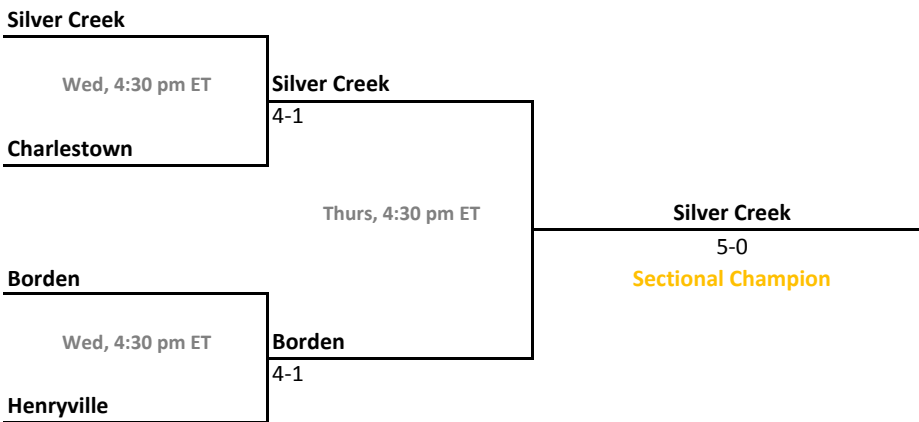 Silver Creek
Wed, 4:30 pm ET
Silver Creek
4-1
Charlestown
Thurs, 4:30 pm ET
Silver Creek
5-0
Sectional Champion
Borden
Wed, 4:30 pm ET
Borden
4-1
Henryville